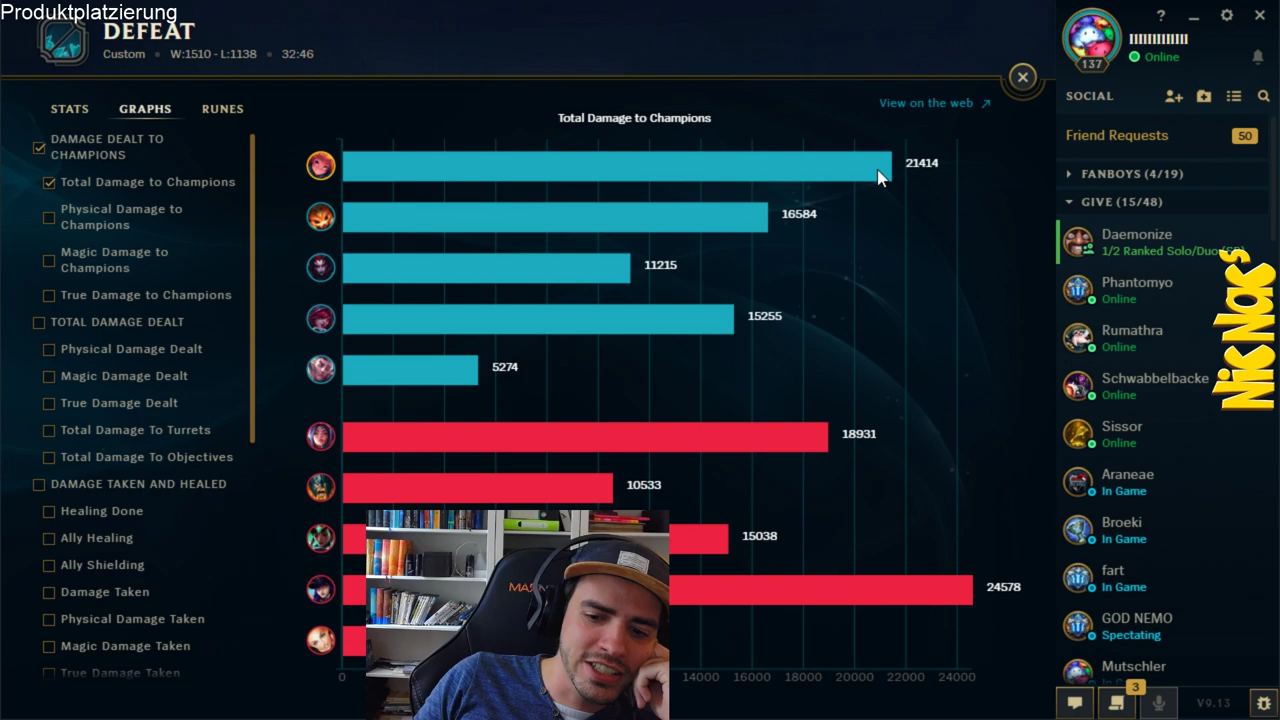 Produktplatzierung
DEFEAT
Custom • W:1510 - L:1138 • 32:46
STATS GRAPHS RUNES
View on the web
Total Damage to Champions
DAMAGE DEALT TO
CHAMPIONS
Total Damage to Champions
Physical Damage to
Champions
Magic Damage to
Champions
True Damage to Champions
TOTAL DAMAGE DEALT
Physical Damage Dealt
Magic Damage Dealt
True Damage Dealt
Total Damage To Turrets
Total Damage To Objectives
DAMAGE TAKEN AND HEALED
Healing Done
Ally Healing
Ally Shielding
Damage Taken
Physical Damage Taken
Magic Damage Taken
True Damage Taken
21414
16584
11215
15255
5274
18931
10533
15038
24578
0 14000 16000 18000 20000 22000 24000
?
137
Online
SOCIAL
Friend Requests 50
FANBOYS (4/19)
GIVE (15/48)
Daemonize
1/2 Ranked Solo/Duo
Phantomyo
Online
Rumathra
Online
Schwabbelbacke
Online
Sissor
Online
Araneae
In Game
Broeki
In Game
fart
In Game
GOD NEMO
Spectating
Mutschler
3
V9.13
NicNacs